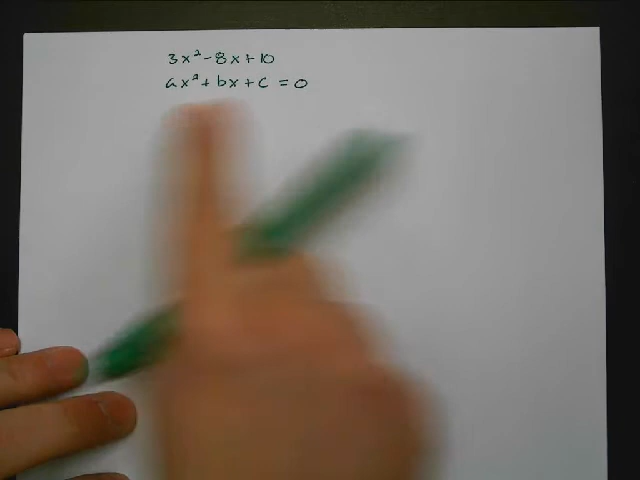 3x² - 8x + 10
ax² + bx + c = 0